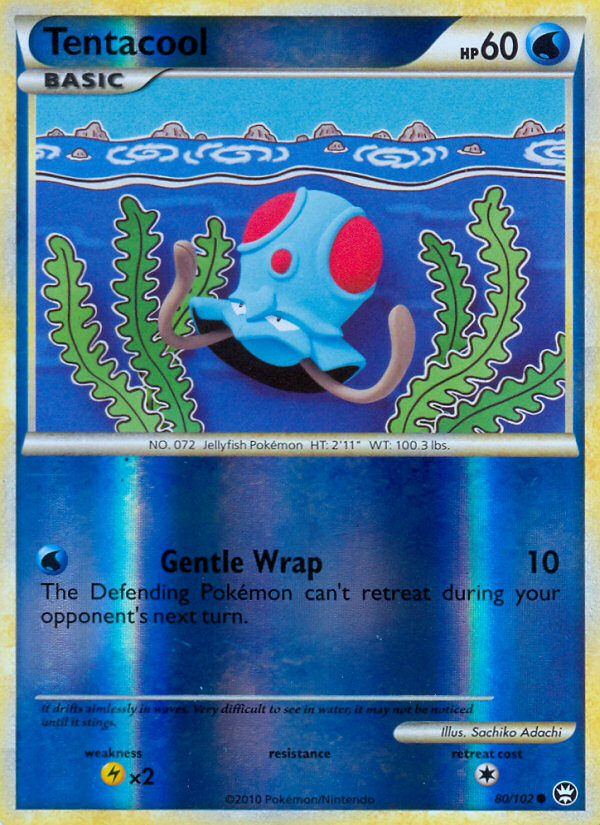 Tentacool
HP60
BASIC
NO. 072 Jellyfish Pokémon HT: 2'11" WT: 100.3 lbs.
Gentle Wrap 10
The Defending Pokémon can't retreat during your
opponent's next turn.
It drifts aimlessly in waves. Very difficult to see in water, it may not be noticed
until it stings.
Illus. Sachiko Adachi
weakness resistance retreat cost
×2
©2010 Pokémon/Nintendo 80/102